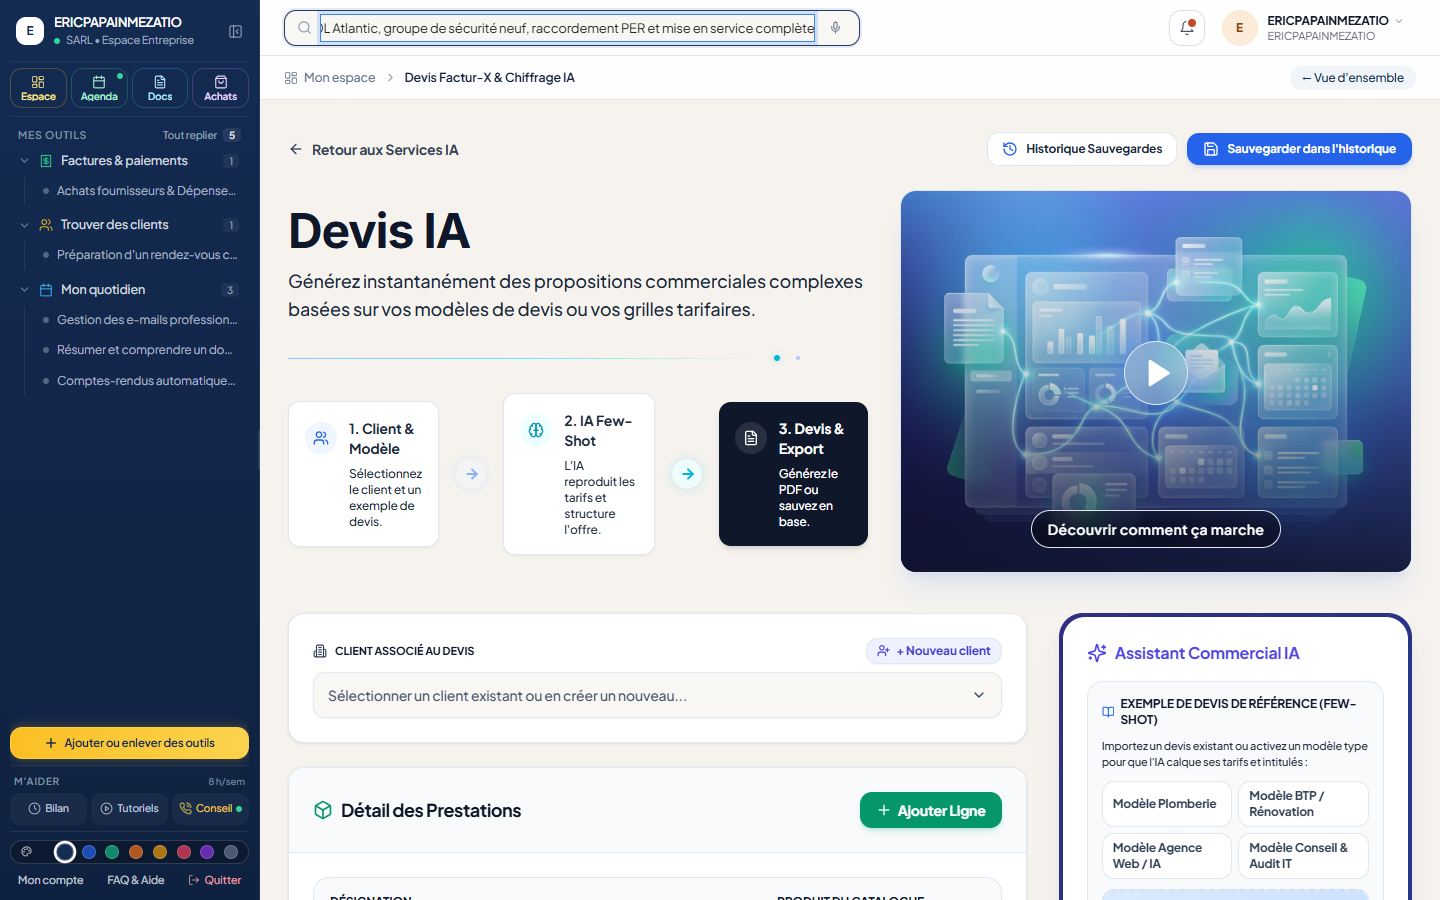 E
ERICPAPAINMEZATIO
SARL • Espace Entreprise
Espace
Agenda
Docs
Achats
MES OUTILS
Tout replier 5
Factures & paiements 1
Achats fournisseurs & Dépense...
Trouver des clients 1
Préparation d'un rendez-vous c...
Mon quotidien 3
Gestion des e-mails profession...
Résumer et comprendre un do...
Comptes-rendus automatique...
+ Ajouter ou enlever des outils
M'AIDER 8h/sem
Bilan
Tutoriels
Conseil
Mon compte
FAQ & Aide
Quitter
L Atlantic, groupe de sécurité neuf, raccordement PER et mise en service complète
E
ERICPAPAINMEZATIO
ERICPAPAINMEZATIO
Mon espace > Devis Factur-X & Chiffrage IA
← Vue d'ensemble
← Retour aux Services IA
Historique Sauvegardes
Sauvegarder dans l'historique
Devis IA
Générez instantanément des propositions commerciales complexes
basées sur vos modèles de devis ou vos grilles tarifaires.
1. Client &
Modèle
Sélectionnez
le client et un
exemple de
devis.
2. IA Few-
Shot
L'IA
reproduit les
tarifs et
structure
l'offre.
3. Devis &
Export
Générez le
PDF ou
sauvez en
base.
Découvrir comment ça marche
CLIENT ASSOCIÉ AU DEVIS
+ Nouveau client
Sélectionner un client existant ou en créer un nouveau...
Détail des Prestations
+ Ajouter Ligne
DÉSIGNATION
PRODUIT DU CATALOGUE
Assistant Commercial IA
EXEMPLE DE DEVIS DE RÉFÉRENCE (FEW-
SHOT)
Importez un devis existant ou activez un modèle type
pour que l'IA calque ses tarifs et intitulés :
Modèle Plomberie
Modèle BTP /
Rénovation
Modèle Agence
Web / IA
Modèle Conseil &
Audit IT